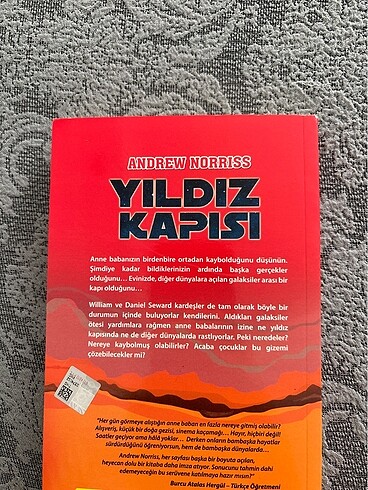 ANDREW NORRISS
YILDIZ
KAPISI
Anne babanızın birdenbire ortadan kaybolduğunu düşünün.
Şimdiye kadar bildiklerinizin ardında başka gerçekler
olduğunu... Evinizde, diğer dünyalara açılan galaksiler arası bir
kapı olduğunu...
William ve Daniel Seward kardeşler de tam olarak böyle bir
durumun içinde buluyorlar kendilerini. Aldıkları galaksiler
ötesi yardımlara rağmen anne babalarının izine ne yıldız
kapısında ne de diğer dünyalarda rastlıyorlar. Peki neredeler?
Nereye kaybolmuş olabilirler? Acaba çocuklar bu gizemi
çözebilecekler mi?
"Her gün görmeye alıştığın anne baban en fazla nereye gitmiş olabilir?
Alışveriş, küçük bir doğa gezisi, sinema kaçamağı... Hayır, hiçbiri değil!
Saatler geçiyor ama hâlâ yoklar... Derken onların bambaşka hayatlar
sürdürdüğünü öğreniyorsun, hem de bambaşka dünyalarda...
Andrew Norriss, her sayfası başka bir boyuta açılan,
heyecan dolu bir kitaba daha imza atıyor. Sonucunu tahmin dahi
edemeyeceğin bu serüvene katılmaya hazır mısın?"
Burcu Atalas Hergül – Türkçe Öğretmeni